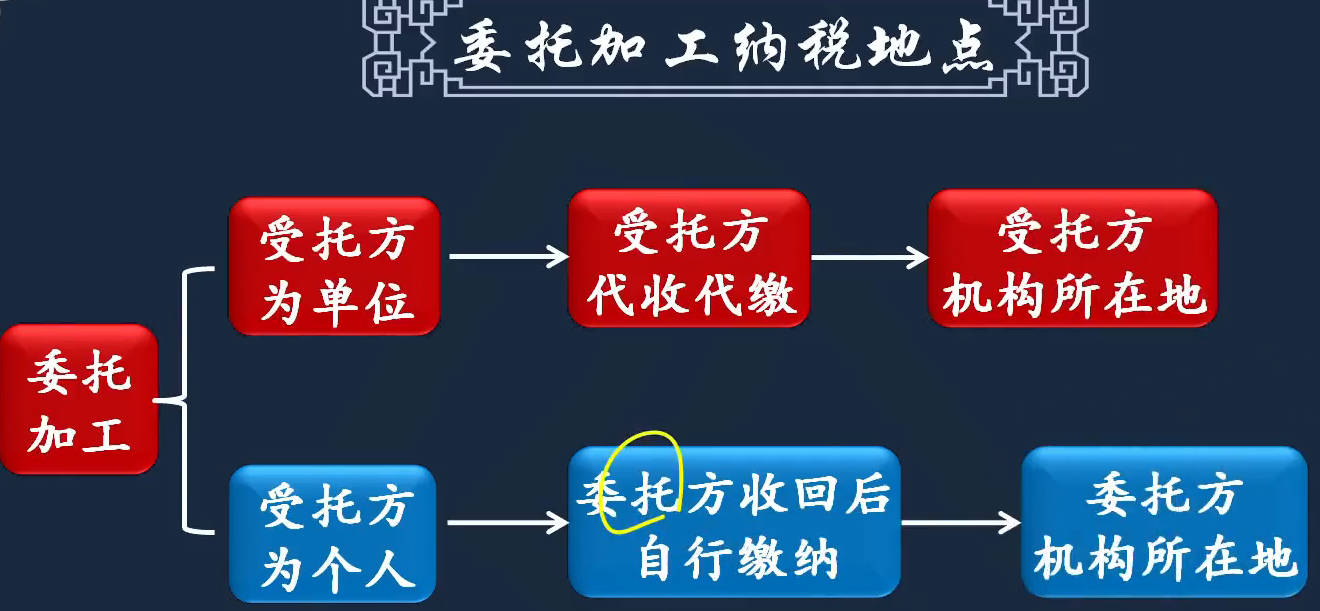 委托加工纳税地点
受托方
为单位
受托方
代收代缴
受托方
机构所在地
委托
加工
受托方
为个人
委托方收回后
自行缴纳
委托方
机构所在地